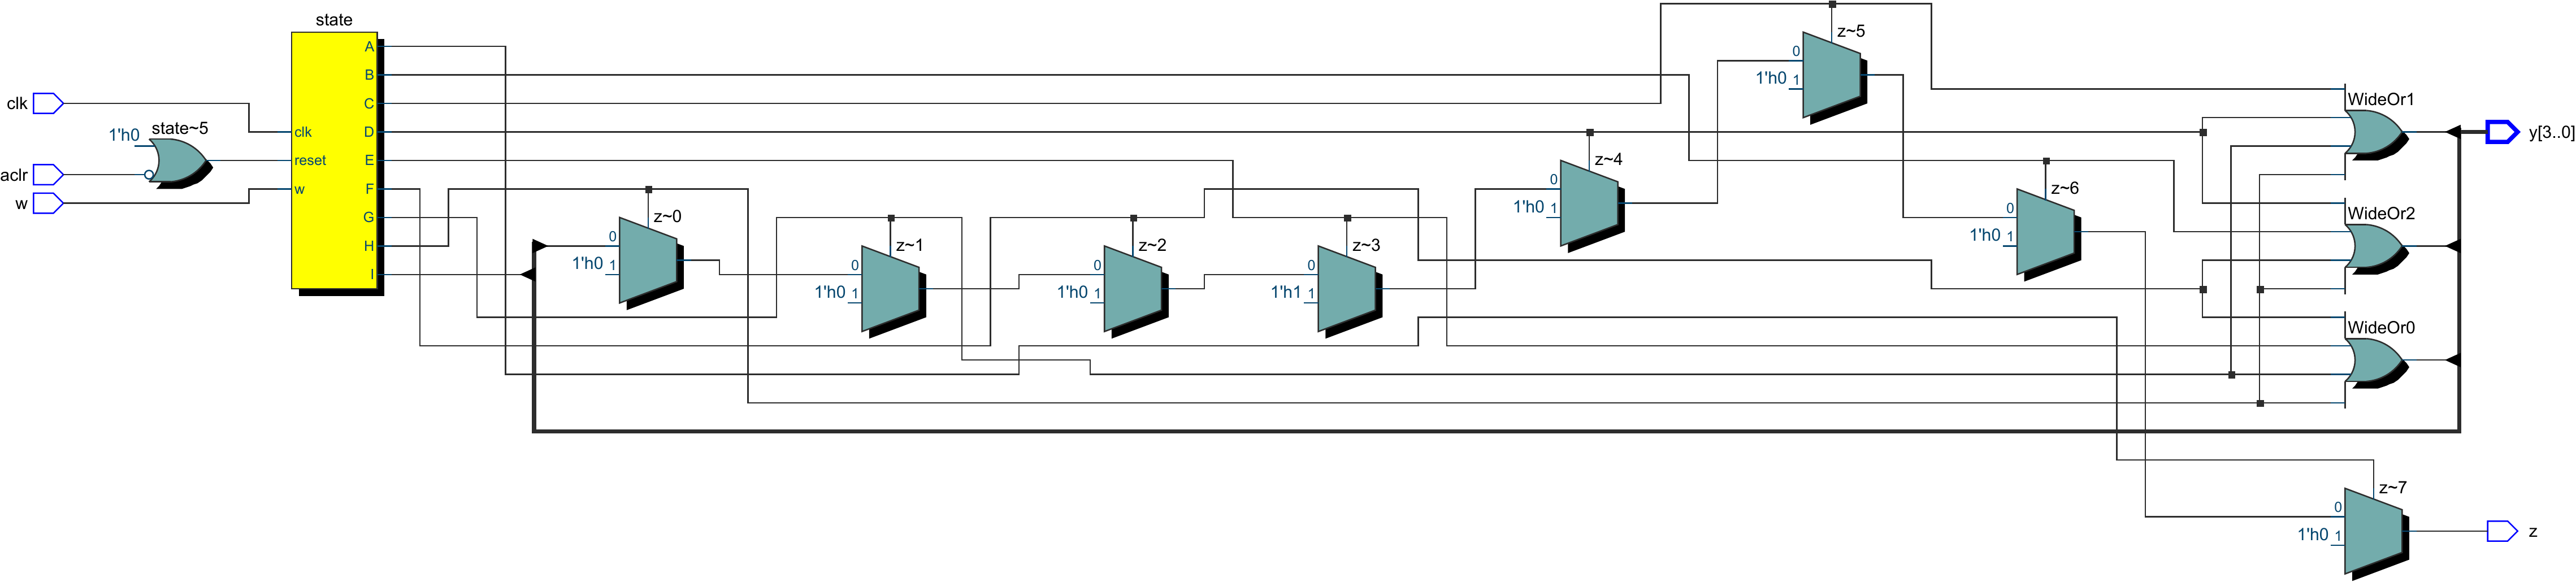 state
A
B
C
D
E
F
G
H
I
clk
reset
w
clk
aclr
w
1'h0
state~5
z~0
0
1'h0 1
z~1
0
1'h0 1
z~2
0
1'h0 1
z~3
0
1'h1 1
z~4
0
1'h0 1
z~5
0
1'h0 1
z~6
0
1'h0 1
WideOr1
WideOr2
WideOr0
y[3..0]
z~7
0
1'h0 1
z